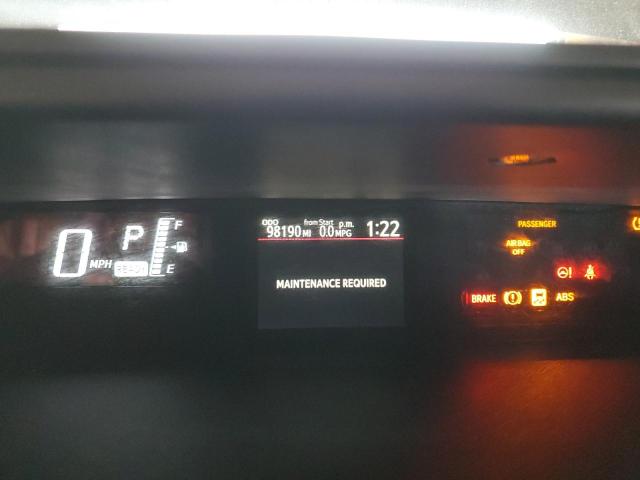 ODO from Start p.m.
98190 MI 0.0 MPG 1:22
MAINTENANCE REQUIRED
0 MPH
P
READY
F
E
PASSENGER
AIR BAG
OFF
BRAKE ABS